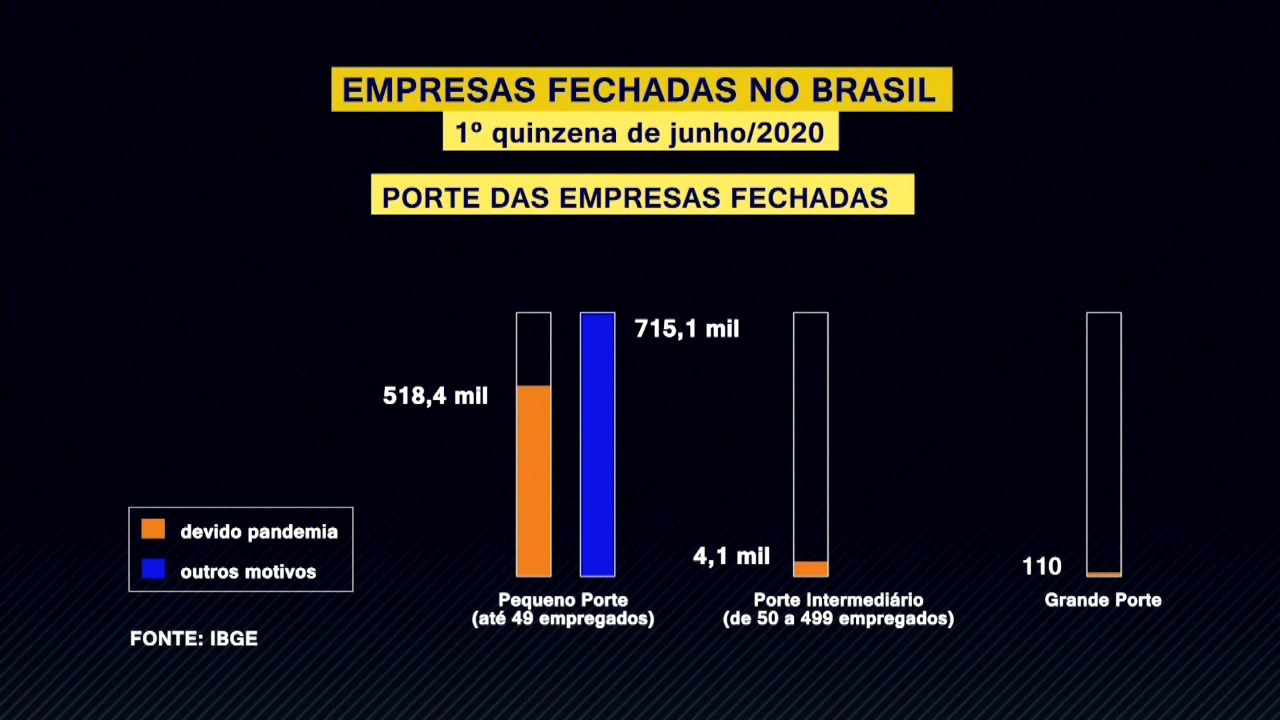 EMPRESAS FECHADAS NO BRASIL
1º quinzena de junho/2020
PORTE DAS EMPRESAS FECHADAS
715,1 mil
518,4 mil
4,1 mil
110
devido pandemia
outros motivos
Pequeno Porte
(até 49 empregados)
Porte Intermediário
(de 50 a 499 empregados)
Grande Porte
FONTE: IBGE